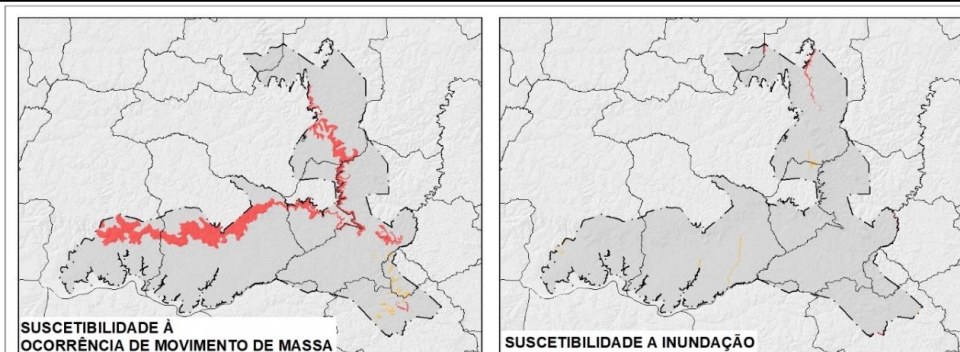 SUSCETIBILIDADE À
OCORRÊNCIA DE MOVIMENTO DE MASSA
SUSCETIBILIDADE A INUNDAÇÃO